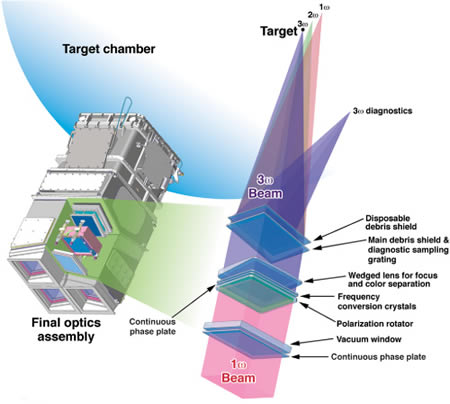 1ω
2ω
3ω
Target
Target chamber
3ω diagnostics
3ω
Beam
Disposable
debris shield
Main debris shield &
diagnostic sampling
grating
Wedged lens for focus
and color separation
Frequency
conversion crystals
Polarization rotator
Vacuum window
Continuous phase plate
Continuous
phase plate
Final optics
assembly
1ω
Beam